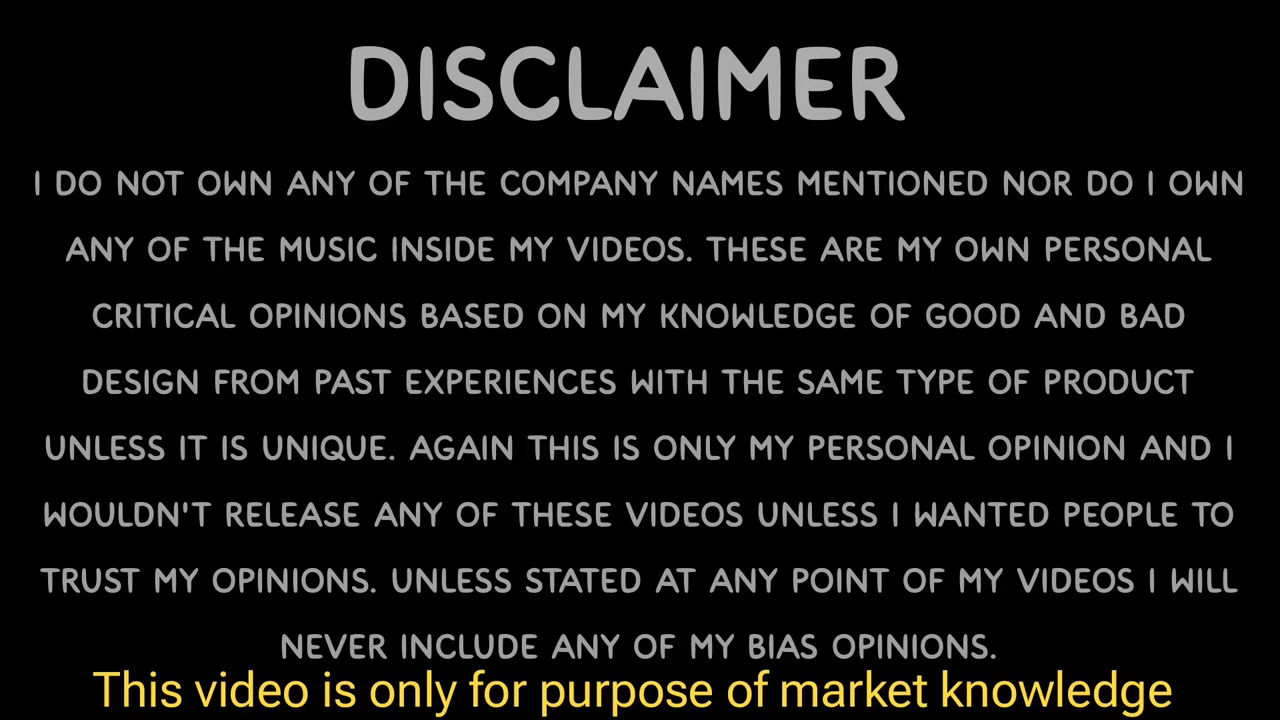 DISCLAIMER
I DO NOT OWN ANY OF THE COMPANY NAMES MENTIONED NOR DO I OWN
ANY OF THE MUSIC INSIDE MY VIDEOS. THESE ARE MY OWN PERSONAL
CRITICAL OPINIONS BASED ON MY KNOWLEDGE OF GOOD AND BAD
DESIGN FROM PAST EXPERIENCES WITH THE SAME TYPE OF PRODUCT
UNLESS IT IS UNIQUE. AGAIN THIS IS ONLY MY PERSONAL OPINION AND I
WOULDN'T RELEASE ANY OF THESE VIDEOS UNLESS I WANTED PEOPLE TO
TRUST MY OPINIONS. UNLESS STATED AT ANY POINT OF MY VIDEOS I WILL
NEVER INCLUDE ANY OF MY BIAS OPINIONS.
This video is only for purpose of market knowledge